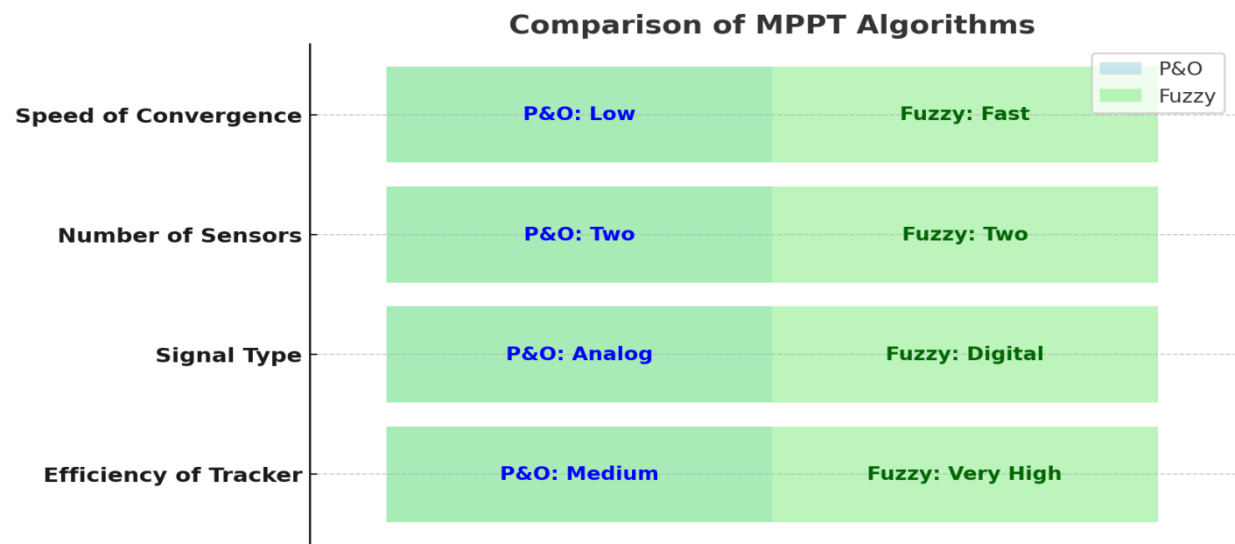 Comparison of MPPT Algorithms
P&O
Fuzzy
Speed of Convergence
P&O: Low
Fuzzy: Fast
Number of Sensors
P&O: Two
Fuzzy: Two
Signal Type
P&O: Analog
Fuzzy: Digital
Efficiency of Tracker
P&O: Medium
Fuzzy: Very High